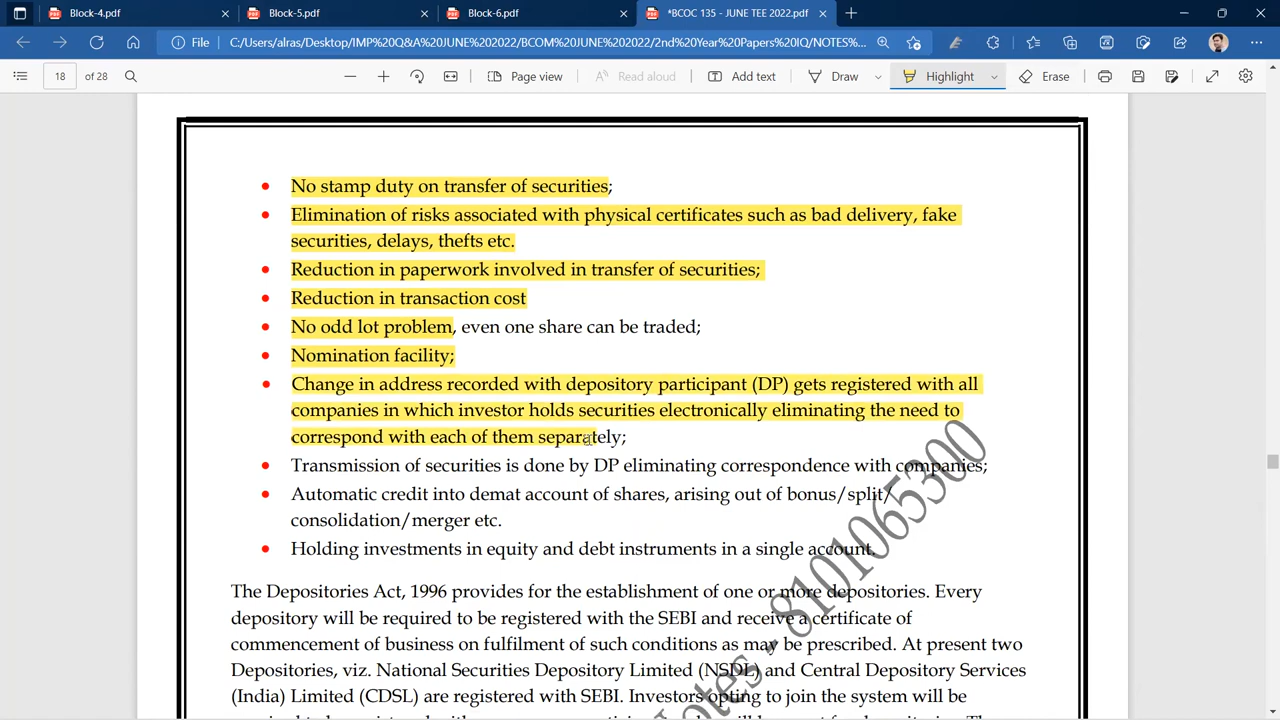 Block-4.pdf
Block-5.pdf
Block-6.pdf
*BCOC 135 - JUNE TEE 2022.pdf
File
C:/Users/alras/Desktop/IMP%20Q&A%20JUNE%202022/BCOM%20JUNE%202022/2nd%20Year%20Papers%20IQ/NOTES%...
18 of 28
Page view
Read aloud
Add text
Draw
Highlight
Erase
• No stamp duty on transfer of securities;
• Elimination of risks associated with physical certificates such as bad delivery, fake
securities, delays, thefts etc.
• Reduction in paperwork involved in transfer of securities;
• Reduction in transaction cost
• No odd lot problem, even one share can be traded;
• Nomination facility;
• Change in address recorded with depository participant (DP) gets registered with all
companies in which investor holds securities electronically eliminating the need to
correspond with each of them separately;
• Transmission of securities is done by DP eliminating correspondence with companies;
• Automatic credit into demat account of shares, arising out of bonus/split/
consolidation/merger etc.
• Holding investments in equity and debt instruments in a single account.
The Depositories Act, 1996 provides for the establishment of one or more depositories. Every
depository will be required to be registered with the SEBI and receive a certificate of
commencement of business on fulfilment of such conditions as may be prescribed. At present two
Depositories, viz. National Securities Depository Limited (NSDL) and Central Depository Services
(India) Limited (CDSL) are registered with SEBI. Investors opting to join the system will be
Notes - 8101065300